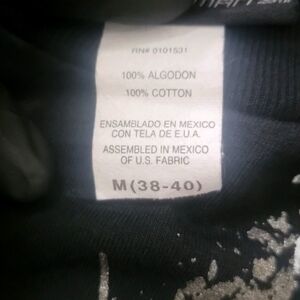 RN# 0101531
100% ALGODON
100% COTTON
ENSAMBLADO EN MEXICO
CON TELA DE E.U.A.
ASSEMBLED IN MEXICO
OF U.S. FABRIC
M (38-40)